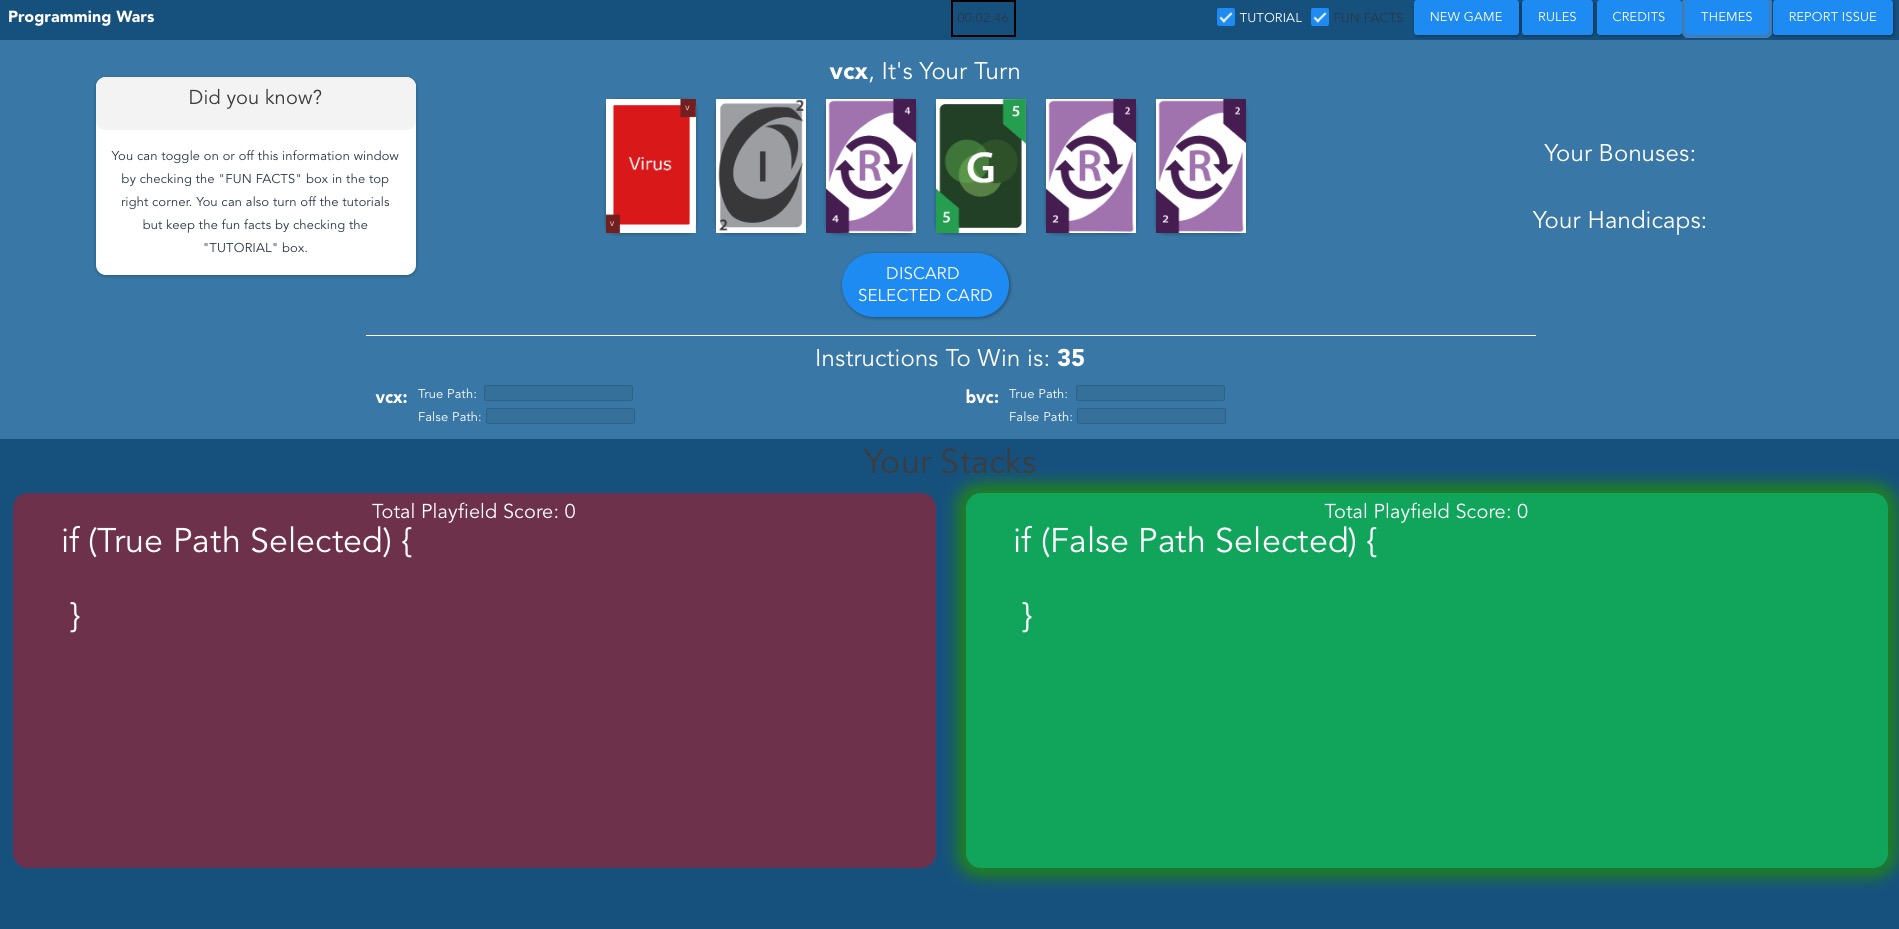 Programming Wars
00:02:46
TUTORIAL
FUN FACTS
NEW GAME
RULES
CREDITS
THEMES
REPORT ISSUE
Did you know?
You can toggle on or off this information window
by checking the "FUN FACTS" box in the top
right corner. You can also turn off the tutorials
but keep the fun facts by checking the
"TUTORIAL" box.
vcx, It's Your Turn
V
Virus
V
2
I
2
4
R
4
5
G
5
2
R
2
2
R
2
DISCARD
SELECTED CARD
Your Bonuses:
Your Handicaps:
Instructions To Win is: 35
vcx:
True Path:
False Path:
bvc:
True Path:
False Path:
Your Stacks
Total Playfield Score: 0
if (True Path Selected) {
}
Total Playfield Score: 0
if (False Path Selected) {
}